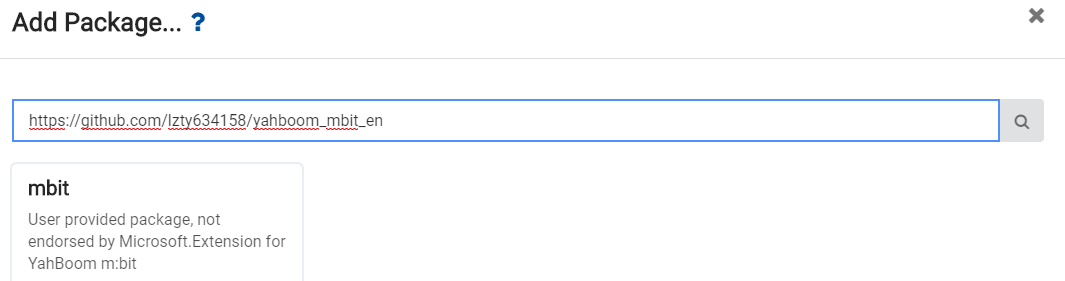 Add Package... ?
https://github.com/lzty634158/yahboom_mbit_en
mbit
User provided package, not
endorsed by Microsoft.Extension for
YahBoom m:bit